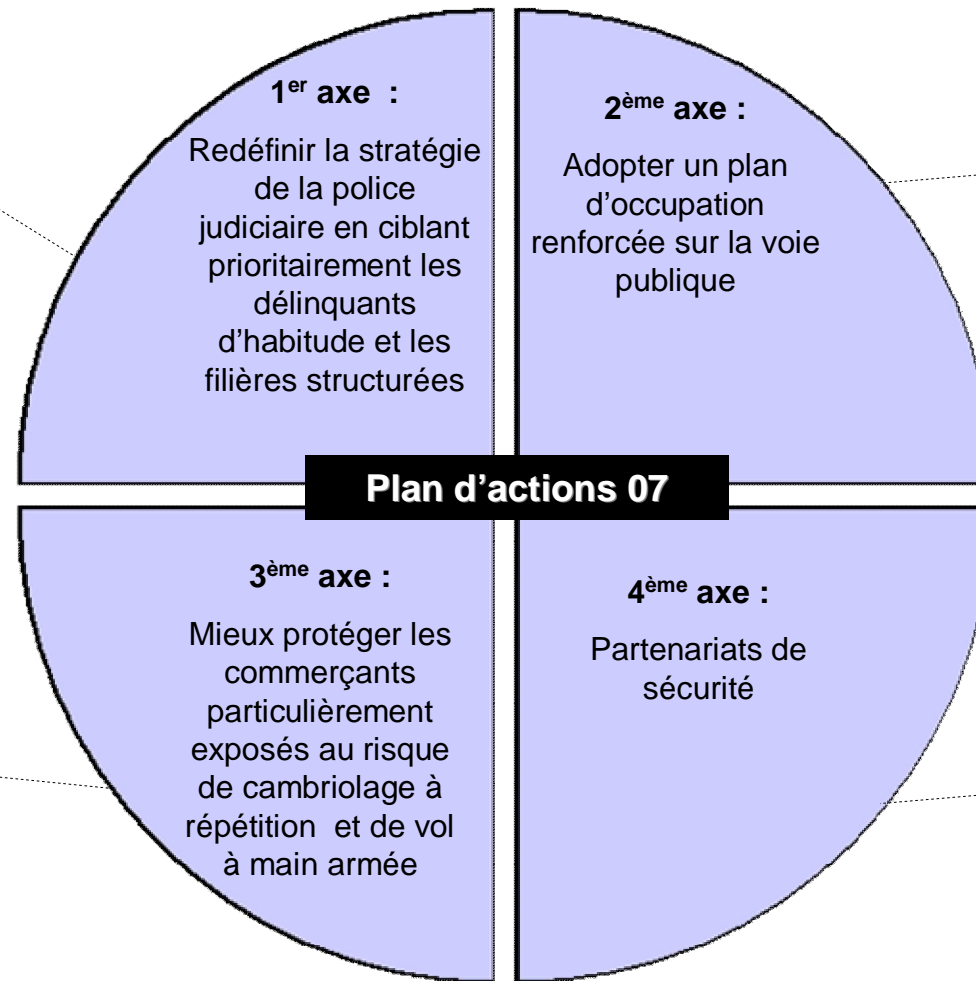 1er axe :
Redéfinir la stratégie
de la police
judiciaire en ciblant
prioritairement les
délinquants
d'habitude et les
filières structurées
2ème axe :
Adopter un plan
d'occupation
renforcée sur la voie
publique
Plan d'actions 07
3ème axe :
Mieux protéger les
commerçants
particulièrement
exposés au risque
de cambriolage à
répétition et de vol
à main armée
4ème axe :
Partenariats de
sécurité